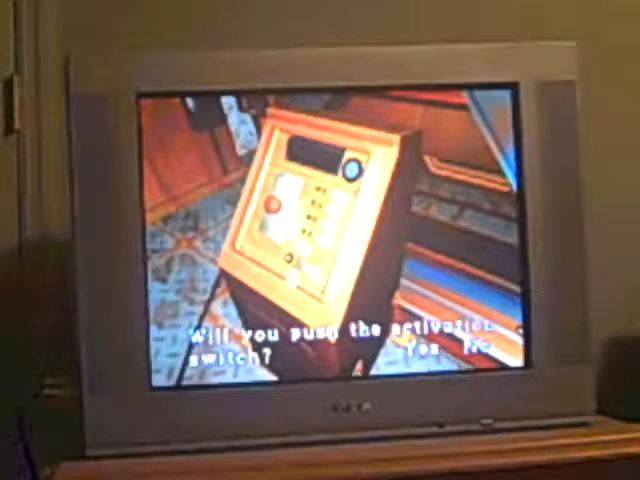 Will you push the activation
switch? Yes No